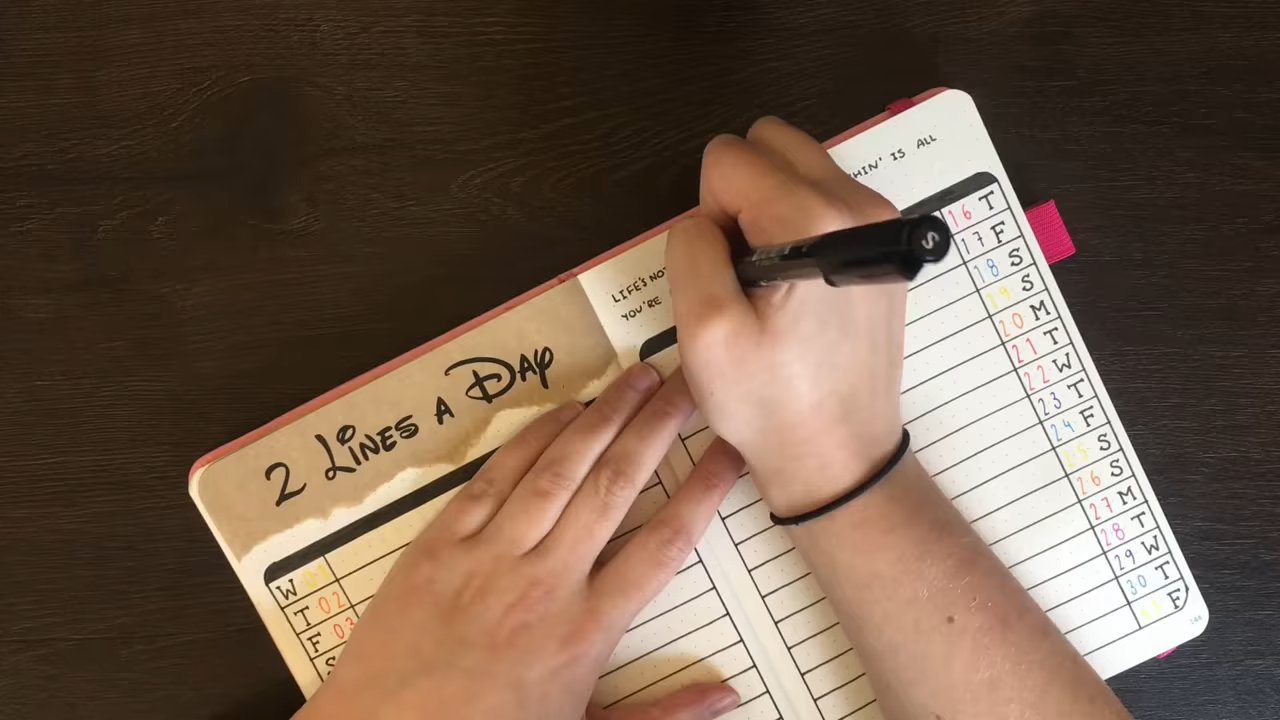 2 LINES A DAY
W 01
T 02
F 03
S
LIFE'S NOT
YOU'RE
IS ALL
16 T
17 F
18 S
19 S
20 M
21 T
22 W
23 T
24 F
25 S
26 S
27 M
28 T
29 W
30 T
31 F
S